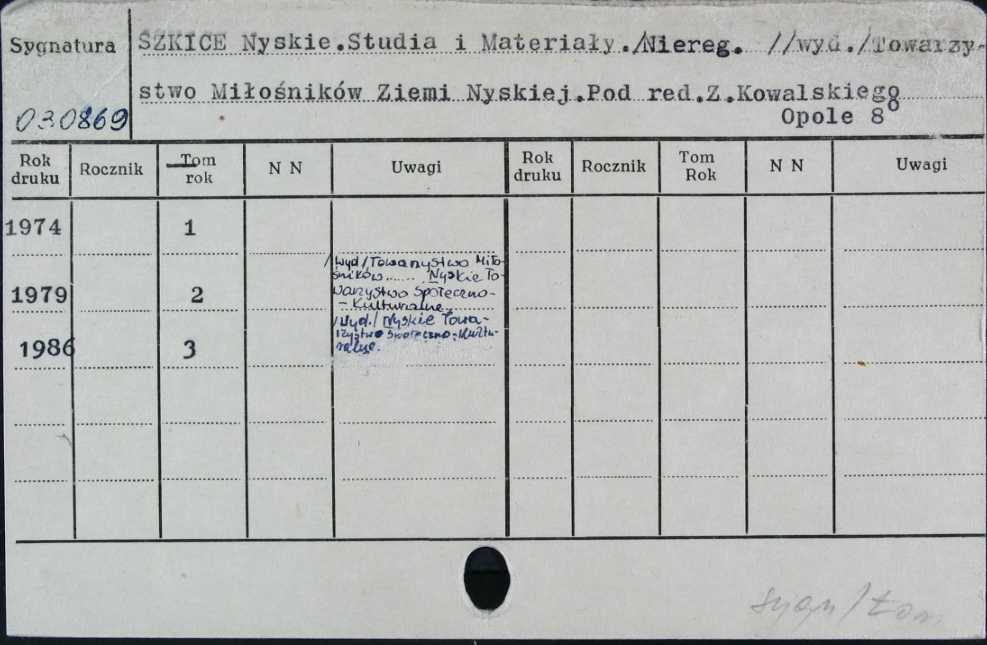 Sygnatura
SZKICE Nyskie.Studia i Materiały./Niereg. //wyd./Towarzy-
stwo Miłośników Ziemi Nyskiej.Pod red.Z.Kowalskiego
Opole 8°
030869
Rok druku Rocznik Tom rok N N Uwagi Rok druku Rocznik Tom Rok N N Uwagi
1974 1
/Wyd/Towarzystwo Miło-
śników...... Nyskie To-
1979 2 warzystwo Społeczno-
- Kulturalne.
/Wyd./ Nyskie Towa-
rzystwo Społeczno-Kultu-
1986 3 ralne.
sygn/tom